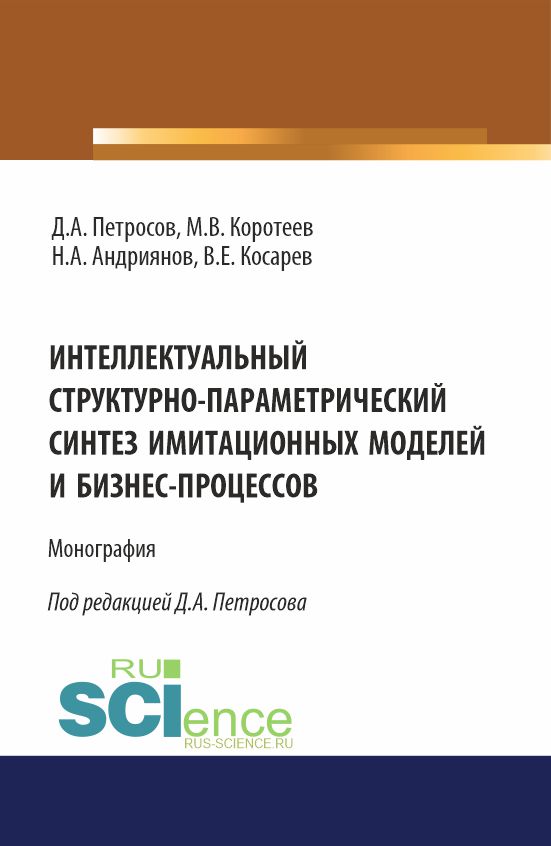 Д.А. Петросов, М.В. Коротеев
Н.А. Андриянов, В.Е. Косарев
ИНТЕЛЛЕКТУАЛЬНЫЙ
СТРУКТУРНО-ПАРАМЕТРИЧЕСКИЙ
СИНТЕЗ ИМИТАЦИОННЫХ МОДЕЛЕЙ
И БИЗНЕС-ПРОЦЕССОВ
Монография
Под редакцией Д.А. Петросова
RU
SCIence
RUS-SCIENCE.RU